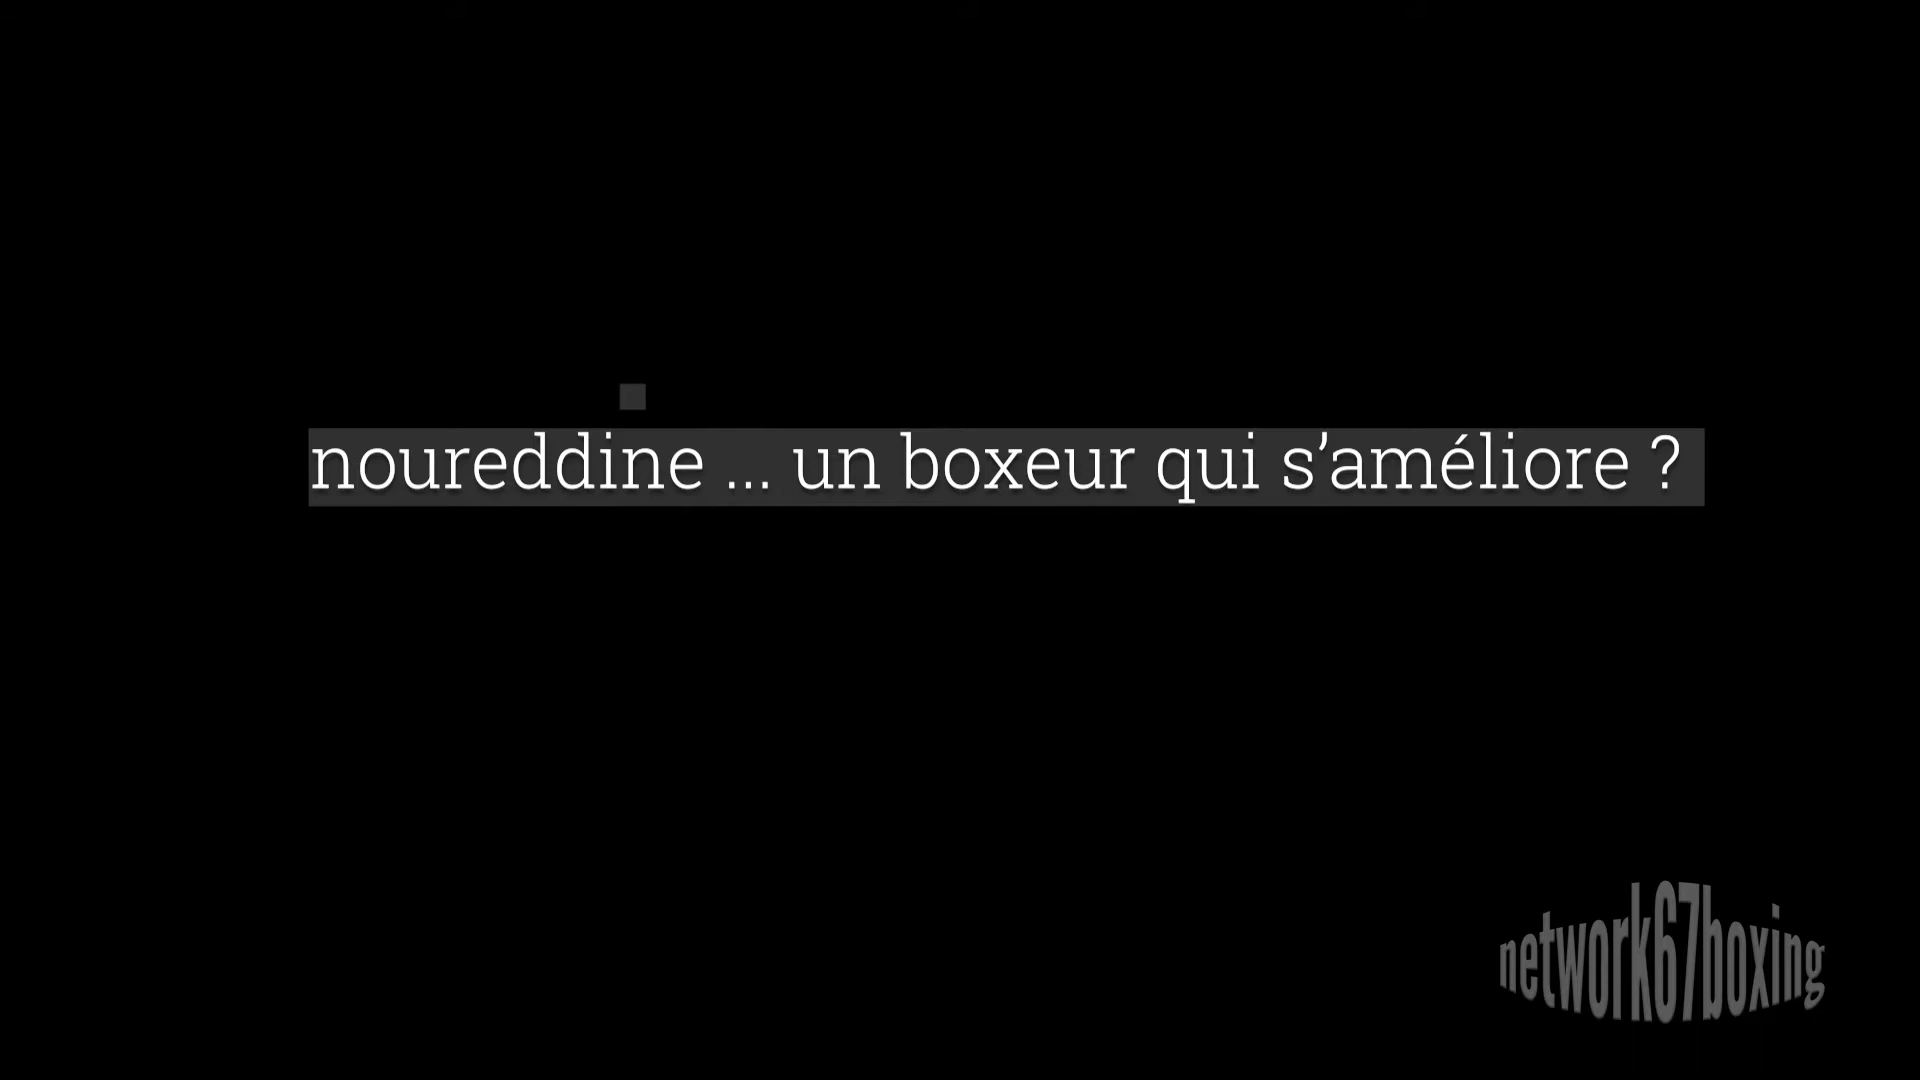 noureddine ... un boxeur qui s’améliore ?
network67boxing